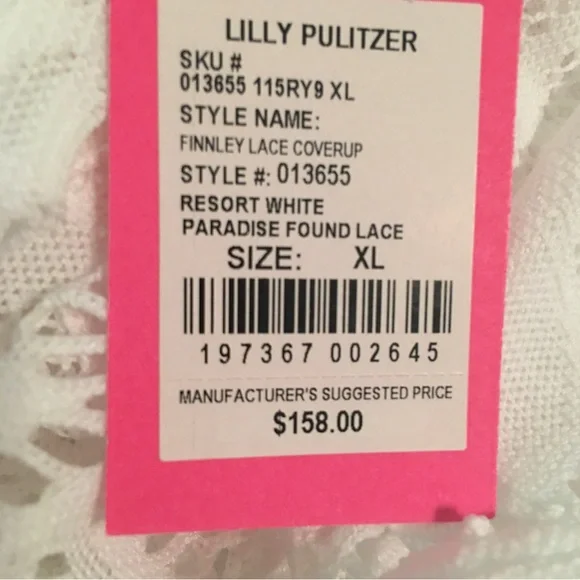 LILLY PULITZER
SKU #
013655 115RY9 XL
STYLE NAME:
FINNLEY LACE COVERUP
STYLE #: 013655
RESORT WHITE
PARADISE FOUND LACE
SIZE: XL
197367 002645
MANUFACTURER'S SUGGESTED PRICE
$158.00